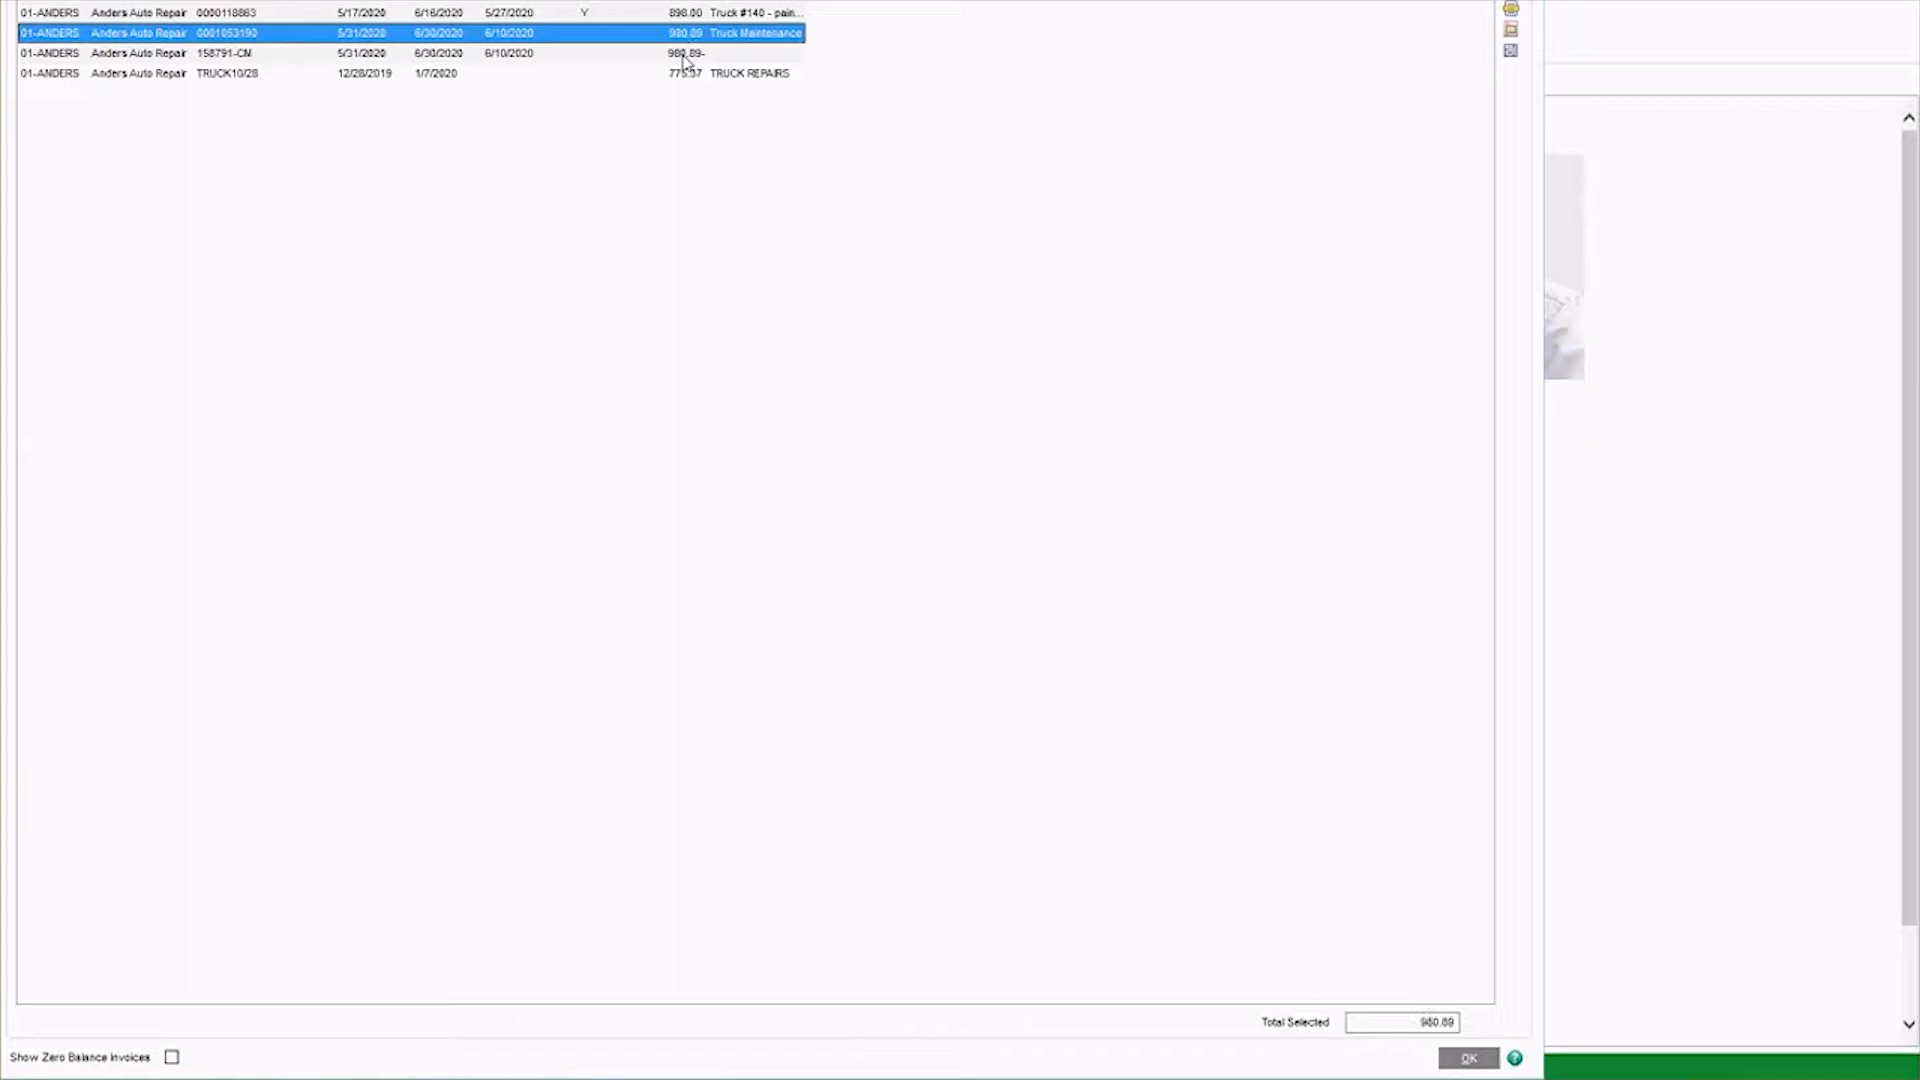 01-ANDERS Anders Auto Repair 0000118863 5/17/2020 6/16/2020 5/27/2020 Y 898.00 Truck #140 - pain...
01-ANDERS Anders Auto Repair 0001053190 5/31/2020 6/30/2020 6/10/2020 980.89 Truck Maintenance
01-ANDERS Anders Auto Repair 158791-CM 5/31/2020 6/30/2020 6/10/2020 980.89-
01-ANDERS Anders Auto Repair TRUCK10/28 12/28/2019 1/7/2020 775.37 TRUCK REPAIRS
Total Selected 980.89
Show Zero Balance Invoices OK